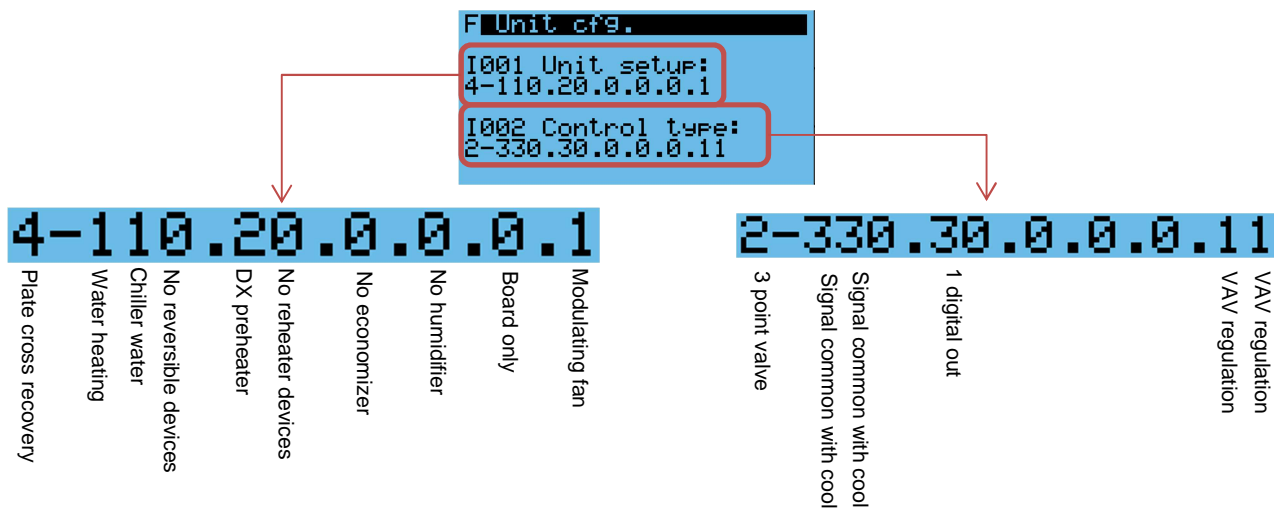 F Unit cfg.
I001 Unit setup:
4-110.20.0.0.0.1
I002 Control type:
2-330.30.0.0.0.11
4-110.20.0.0.0.1
Plate cross recovery
Water heating
Chiller water
No reversible devices
DX preheater
No reheater devices
No economizer
No humidifier
Board only
Modulating fan
2-330.30.0.0.0.11
3 point valve
Signal common with cool
Signal common with cool
1 digital out
VAV regulation
VAV regulation